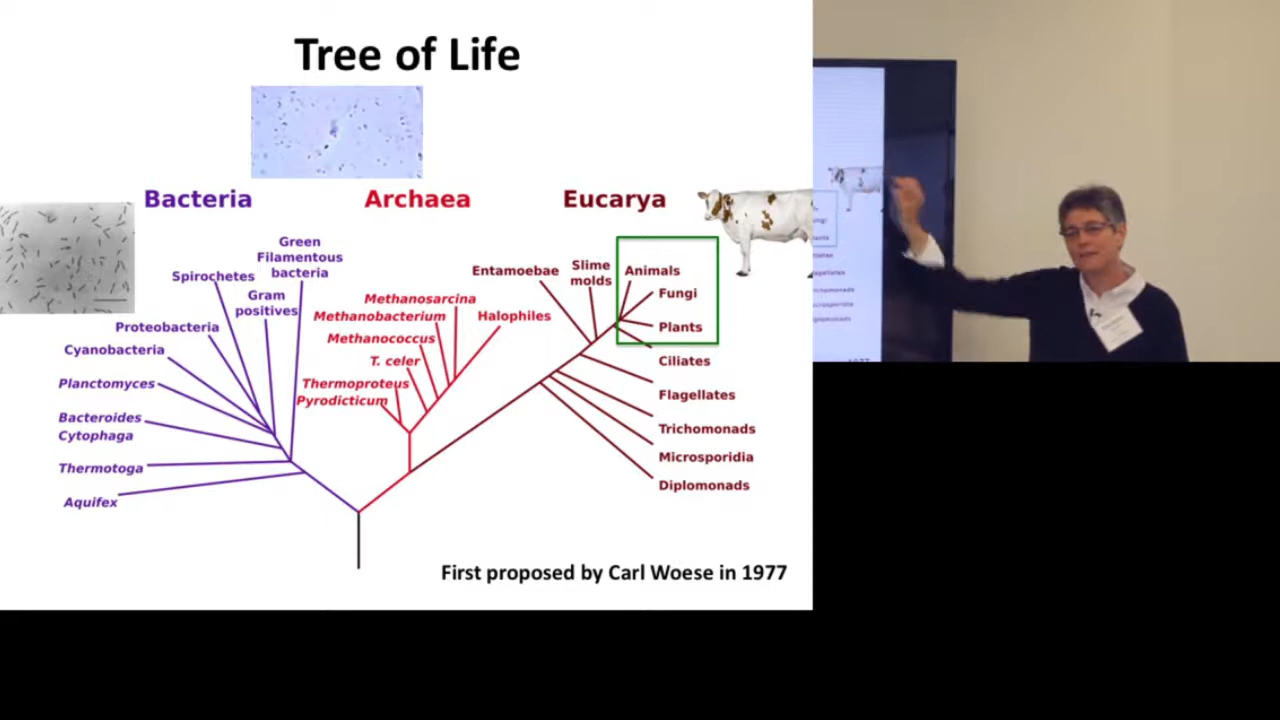 Tree of Life
Bacteria
Archaea
Eucarya
Green
Filamentous
bacteria
Spirochetes
Gram
positives
Proteobacteria
Cyanobacteria
Planctomyces
Bacteroides
Cytophaga
Thermotoga
Aquifex
Methanosarcina
Methanobacterium
Halophiles
Methanococcus
T. celer
Thermoproteus
Pyrodicticum
Entamoebae
Slime
molds
Animals
Fungi
Plants
Ciliates
Flagellates
Trichomonads
Microsporidia
Diplomonads
First proposed by Carl Woese in 1977